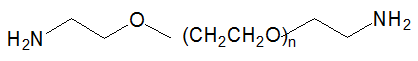 H₂N O (CH₂CH₂O)n NH₂